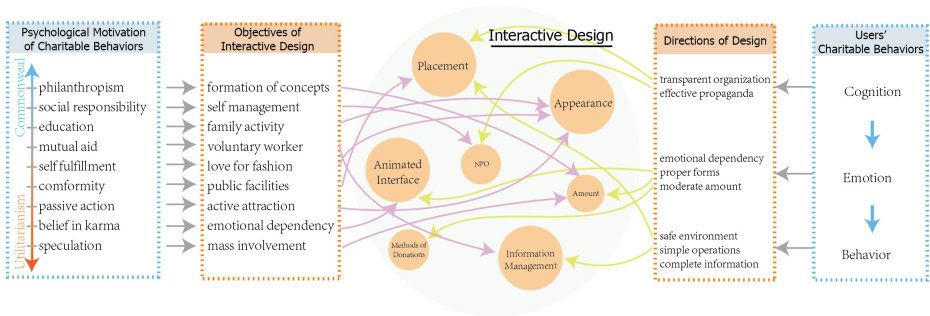 Psychological Motivation
of Charitable Behaviors
Commonweal
Utilitarianism
philanthropism
social responsibility
education
mutual aid
self fulfillment
comformity
passive action
belief in karma
speculation
Objectives of
Interactive Design
formation of concepts
self management
family activity
voluntary worker
love for fashion
public facilities
active attraction
emotional dependency
mass involvement
Interactive Design
Placement
Appearance
Animated
Interface
NPO
Amount
Methods of
Donations
Information
Management
Directions of Design
transparent organization
effective propaganda
emotional dependency
proper forms
moderate amount
safe environment
simple operations
complete information
Users'
Charitable Behaviors
Cognition
Emotion
Behavior